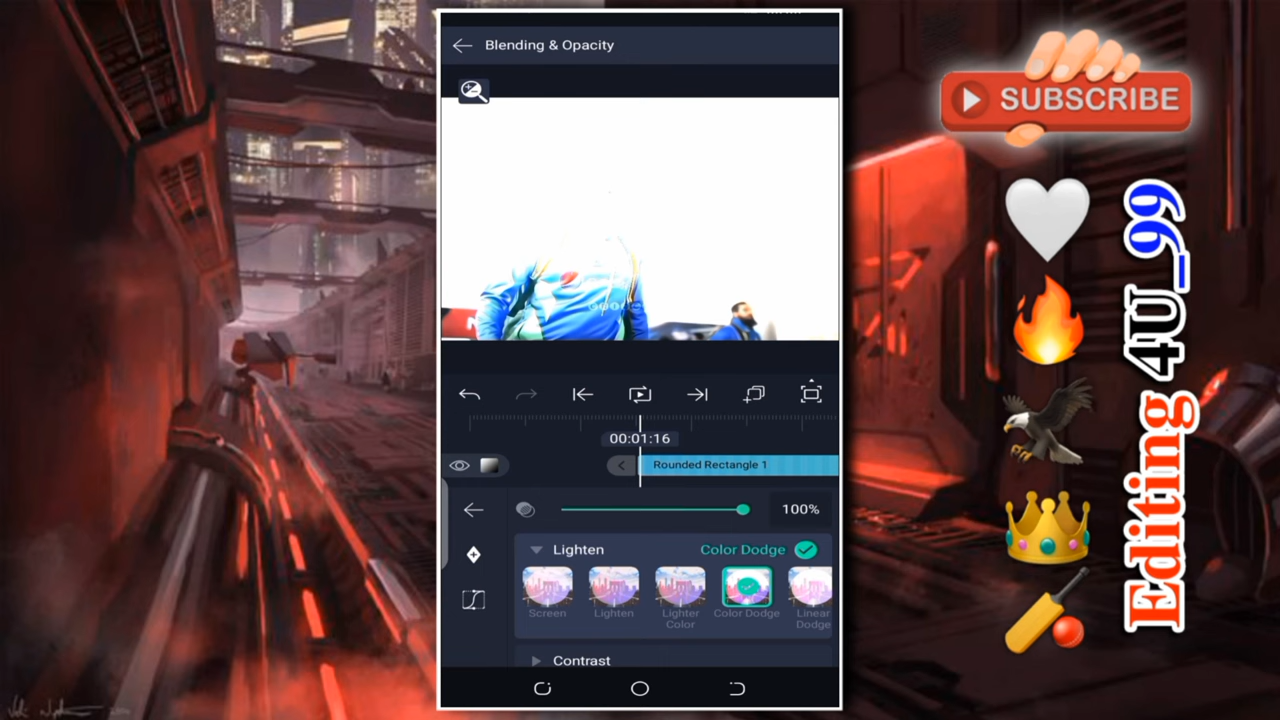 Blending & Opacity
SUBSCRIBE
Editing 4U_99
00:01:16
Rounded Rectangle 1
100%
Lighten
Color Dodge
Screen
Lighten
Lighter
Color
Color Dodge
Linear
Dodge
Contrast